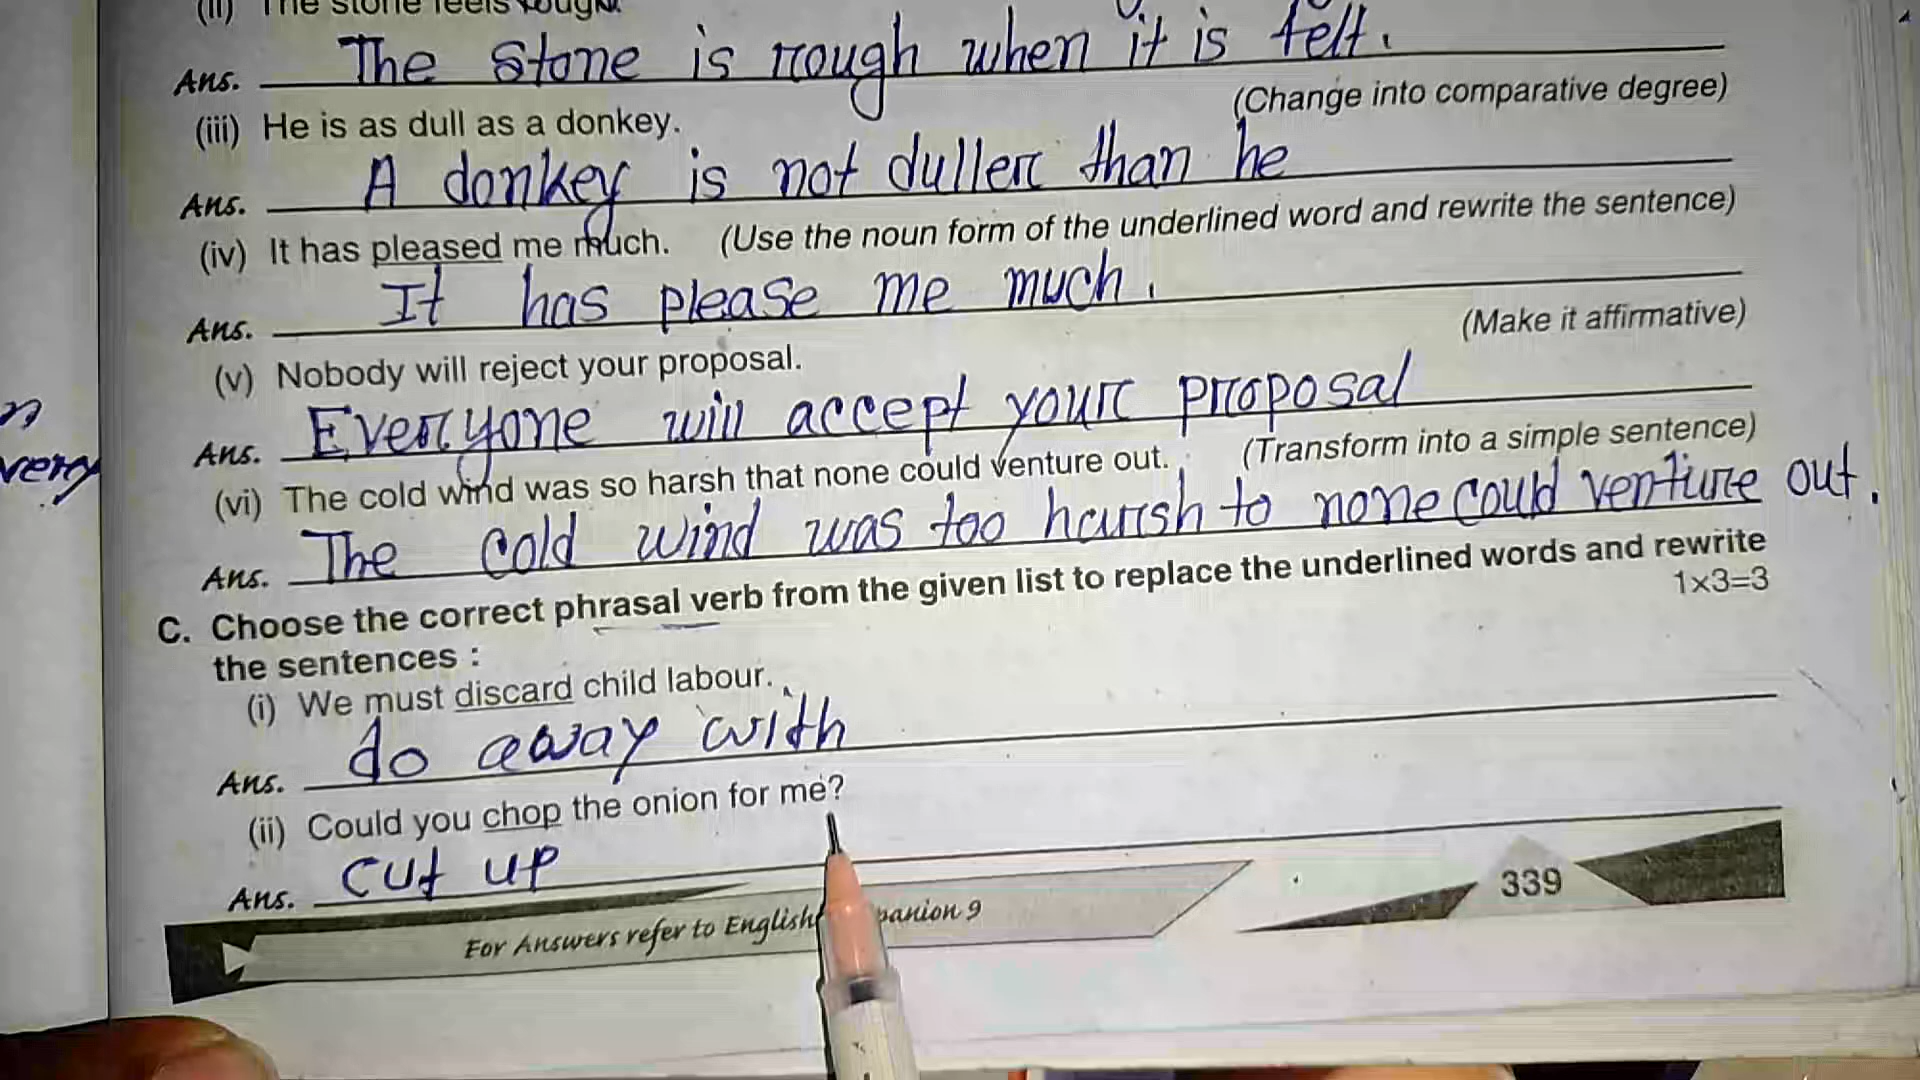 (ii) The stone feels rough.
Ans. The stone is rough when it is felt.
(Change into comparative degree)
(iii) He is as dull as a donkey.
Ans. A donkey is not duller than he
(iv) It has pleased me much. (Use the noun form of the underlined word and rewrite the sentence)
Ans. It has please me much.
(Make it affirmative)
(v) Nobody will reject your proposal.
Ans. Everyone will accept your proposal
(vi) The cold wind was so harsh that none could venture out. (Transform into a simple sentence)
Ans. The cold wind was too harsh to none could venture out.
very
C. Choose the correct phrasal verb from the given list to replace the underlined words and rewrite
the sentences : 1×3=3
(i) We must discard child labour.
Ans. do away with
(ii) Could you chop the onion for me?
Ans. cut up
For Answers refer to English panion 9
339